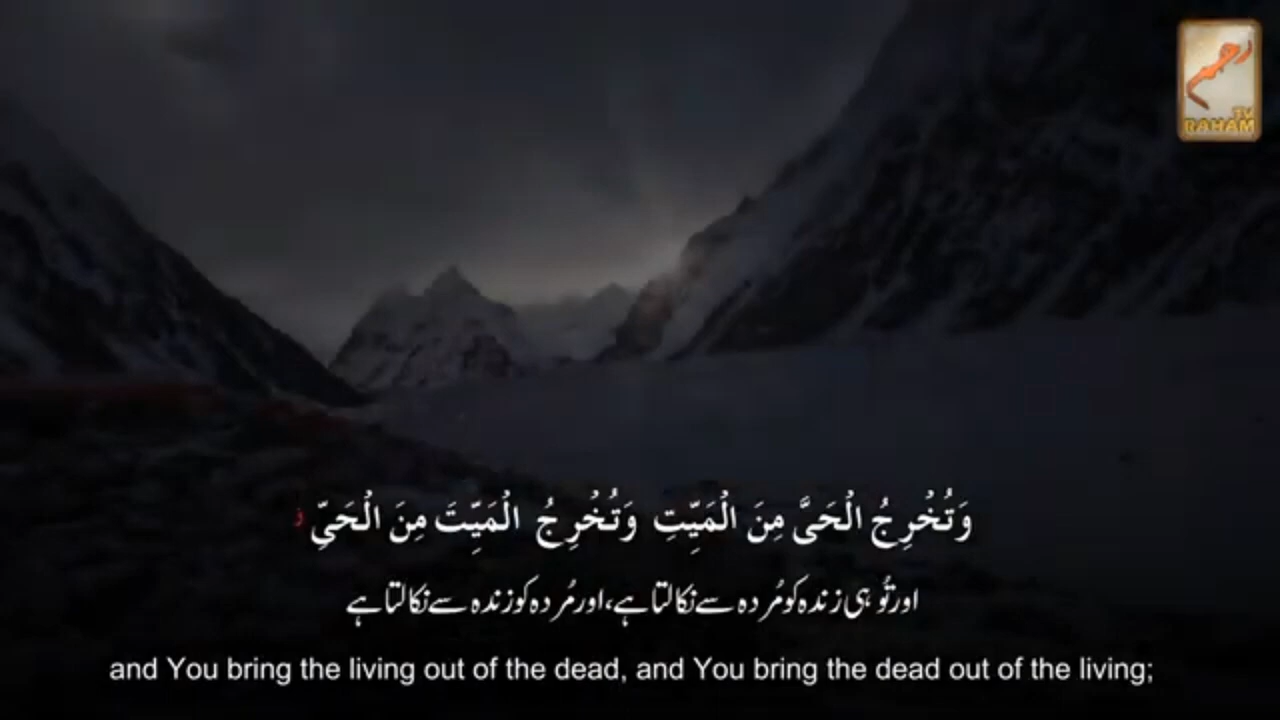 رحم
TV
RAHAM
وَتُخْرِجُ الْحَىَّ مِنَ الْمَيِّتِ وَتُخْرِجُ الْمَيِّتَ مِنَ الْحَيِّ ز
اور تُو ہی زندہ کو مُردہ سے نکالتا ہے، اور مُردہ کو زندہ سے نکالتا ہے
and You bring the living out of the dead, and You bring the dead out of the living;